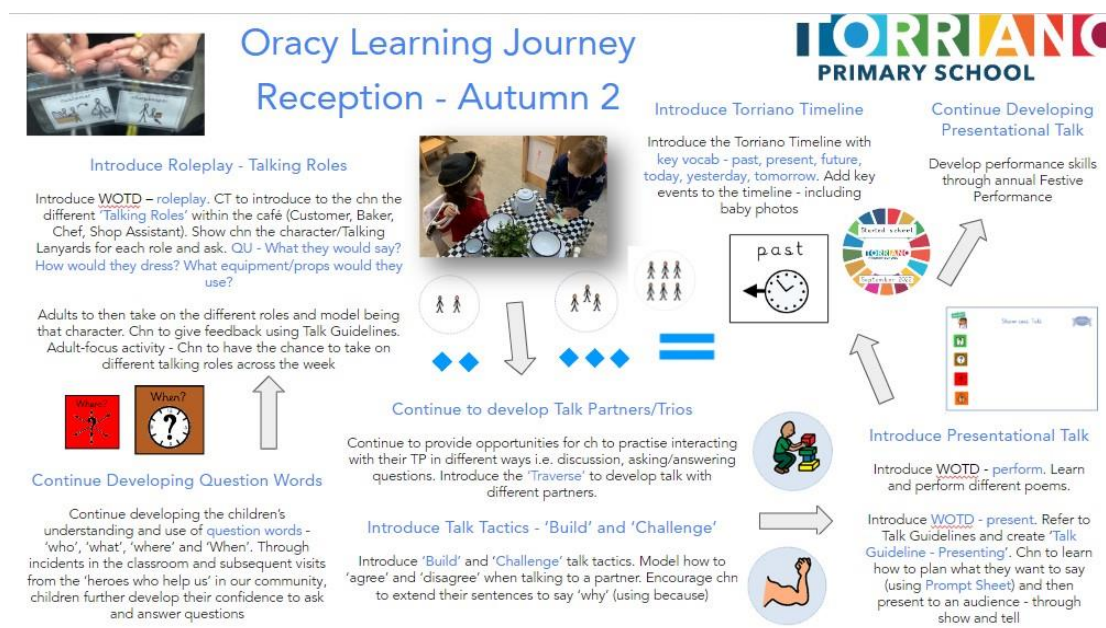 Oracy Learning Journey
Reception - Autumn 2
TORRIANO
PRIMARY SCHOOL
Introduce Roleplay - Talking Roles
Introduce WOTD – roleplay. CT to introduce to the chn the
different 'Talking Roles' within the café (Customer, Baker,
Chef, Shop Assistant). Show chn the character/Talking
Lanyards for each role and ask. QU - What they would say?
How would they dress? What equipment/props would they
use?
Adults to then take on the different roles and model being
that character. Chn to give feedback using Talk Guidelines.
Adult-focus activity - Chn to have the chance to take on
different talking roles across the week
Where?
When?
Continue Developing Question Words
Continue developing the children's
understanding and use of question words -
'who', 'what', 'where' and 'When'. Through
incidents in the classroom and subsequent visits
from the 'heroes who help us' in our community,
children further develop their confidence to ask
and answer questions
Continue to develop Talk Partners/Trios
Continue to provide opportunities for ch to practise interacting
with their TP in different ways i.e. discussion, asking/answering
questions. Introduce the 'Traverse' to develop talk with
different partners.
Introduce Talk Tactics - 'Build' and 'Challenge'
Introduce 'Build' and 'Challenge' talk tactics. Model how to
'agree' and 'disagree' when talking to a partner. Encourage chn
to extend their sentences to say 'why' (using because)
Introduce Torriano Timeline
Introduce the Torriano Timeline with
key vocab - past, present, future,
today, yesterday, tomorrow. Add key
events to the timeline - including
baby photos
past
Started school
TORRIANO
PRIMARY SCHOOL
Continue Developing
Presentational Talk
Develop performance skills
through annual Festive
Performance
Introduce Presentational Talk
Introduce WOTD - perform. Learn
and perform different poems.
Introduce WOTD - present. Refer to
Talk Guidelines and create 'Talk
Guideline - Presenting'. Chn to learn
how to plan what they want to say
(using Prompt Sheet) and then
present to an audience - through
show and tell